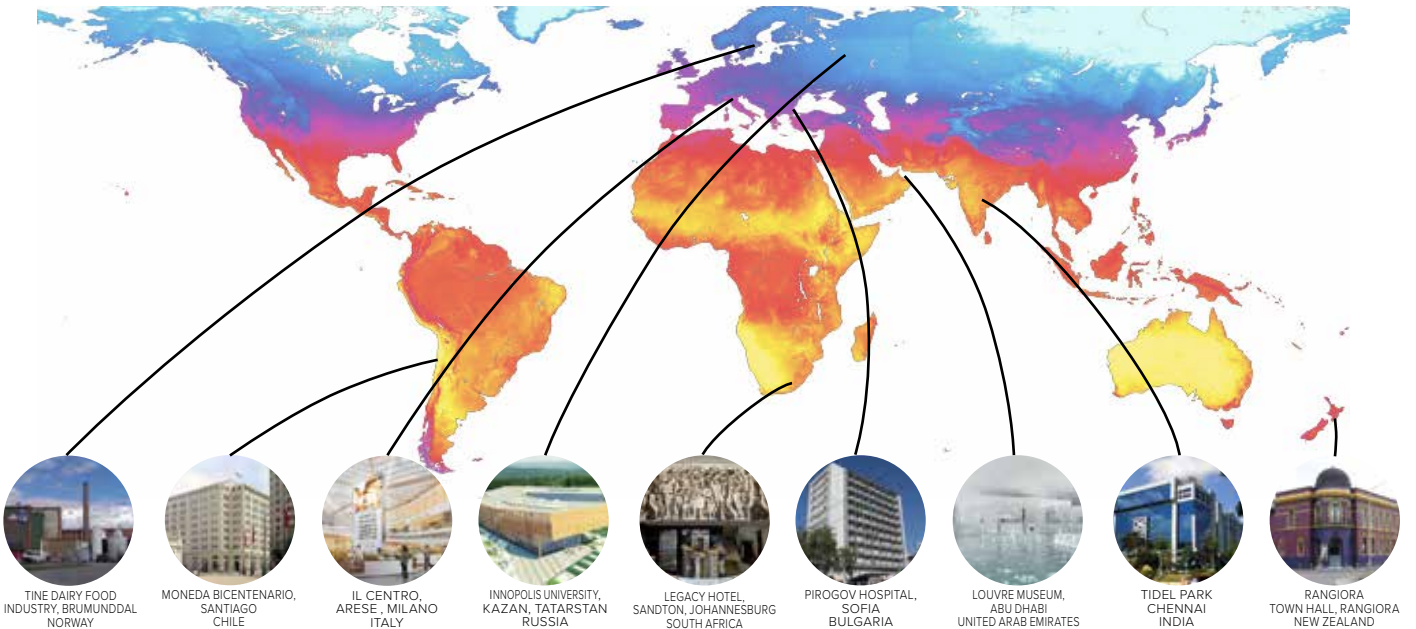 TINE DAIRY FOOD
INDUSTRY, BRUMUNDDAL
NORWAY
MONEDA BICENTENARIO,
SANTIAGO
CHILE
IL CENTRO,
ARESE , MILANO
ITALY
INNOPOLIS UNIVERSITY,
KAZAN, TATARSTAN
RUSSIA
LEGACY HOTEL,
SANDTON, JOHANNESBURG
SOUTH AFRICA
PIROGOV HOSPITAL,
SOFIA
BULGARIA
LOUVRE MUSEUM,
ABU DHABI
UNITED ARAB EMIRATES
TIDEL PARK
CHENNAI
INDIA
RANGIORA
TOWN HALL, RANGIORA
NEW ZEALAND